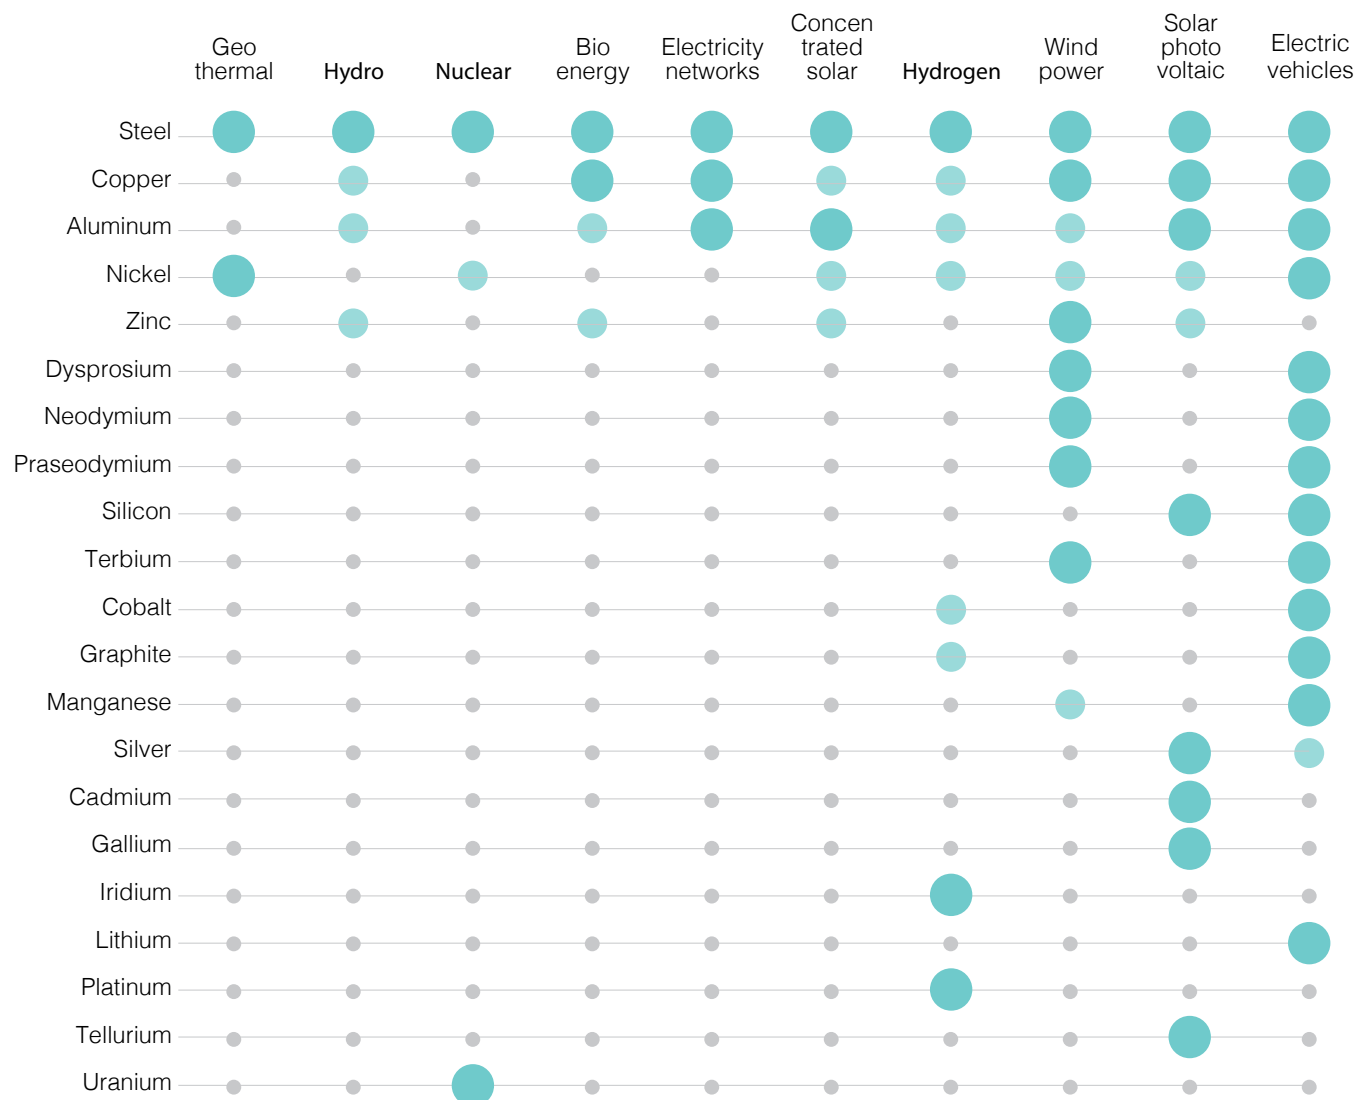 Geo
thermal
Hydro
Nuclear
Bio
energy
Electricity
networks
Concen
trated
solar
Hydrogen
Wind
power
Solar
photo
voltaic
Electric
vehicles
Steel
Copper
Aluminum
Nickel
Zinc
Dysprosium
Neodymium
Praseodymium
Silicon
Terbium
Cobalt
Graphite
Manganese
Silver
Cadmium
Gallium
Iridium
Lithium
Platinum
Tellurium
Uranium